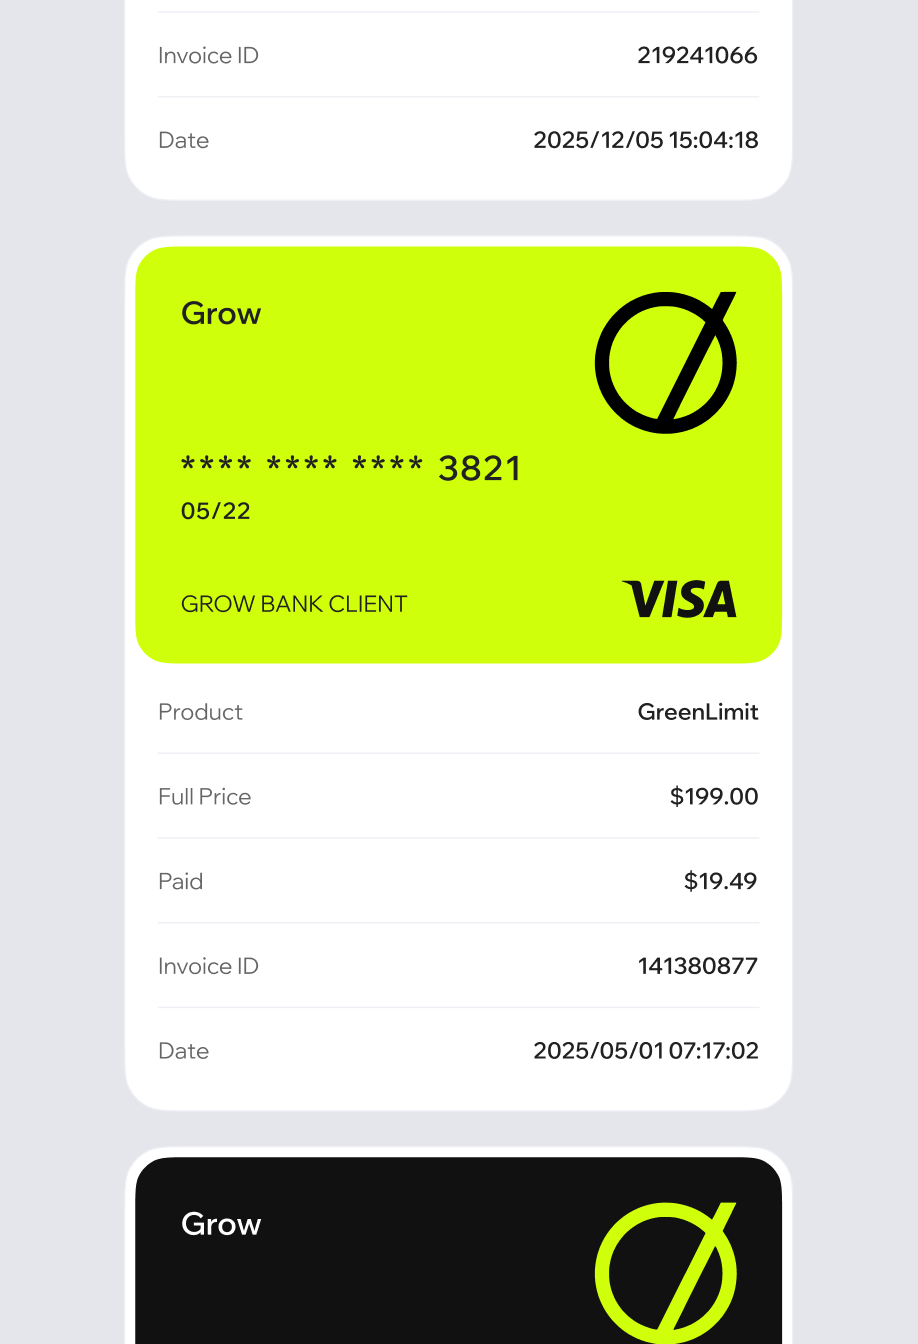 Invoice ID 219241066
Date 2025/12/05 15:04:18
Grow
**** **** **** 3821
05/22
GROW BANK CLIENT VISA
Product GreenLimit
Full Price $199.00
Paid $19.49
Invoice ID 141380877
Date 2025/05/01 07:17:02
Grow